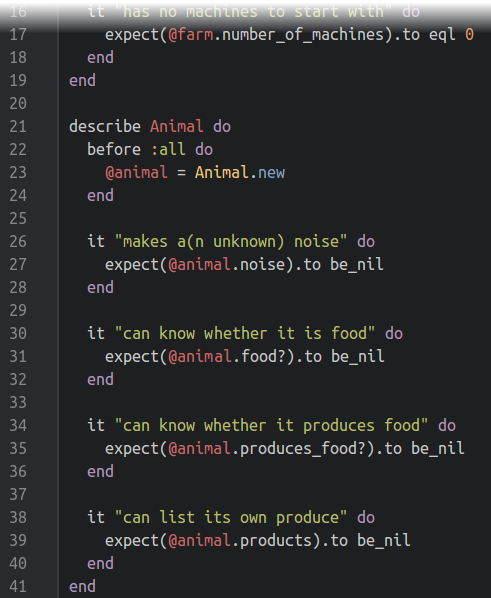 16 it "has no machines to start with" do
17 expect(@farm.number_of_machines).to eql 0
18 end
19 end
20
21 describe Animal do
22 before :all do
23 @animal = Animal.new
24 end
25
26 it "makes a(n unknown) noise" do
27 expect(@animal.noise).to be_nil
28 end
29
30 it "can know whether it is food" do
31 expect(@animal.food?).to be_nil
32 end
33
34 it "can know whether it produces food" do
35 expect(@animal.produces_food?).to be_nil
36 end
37
38 it "can list its own produce" do
39 expect(@animal.products).to be_nil
40 end
41 end